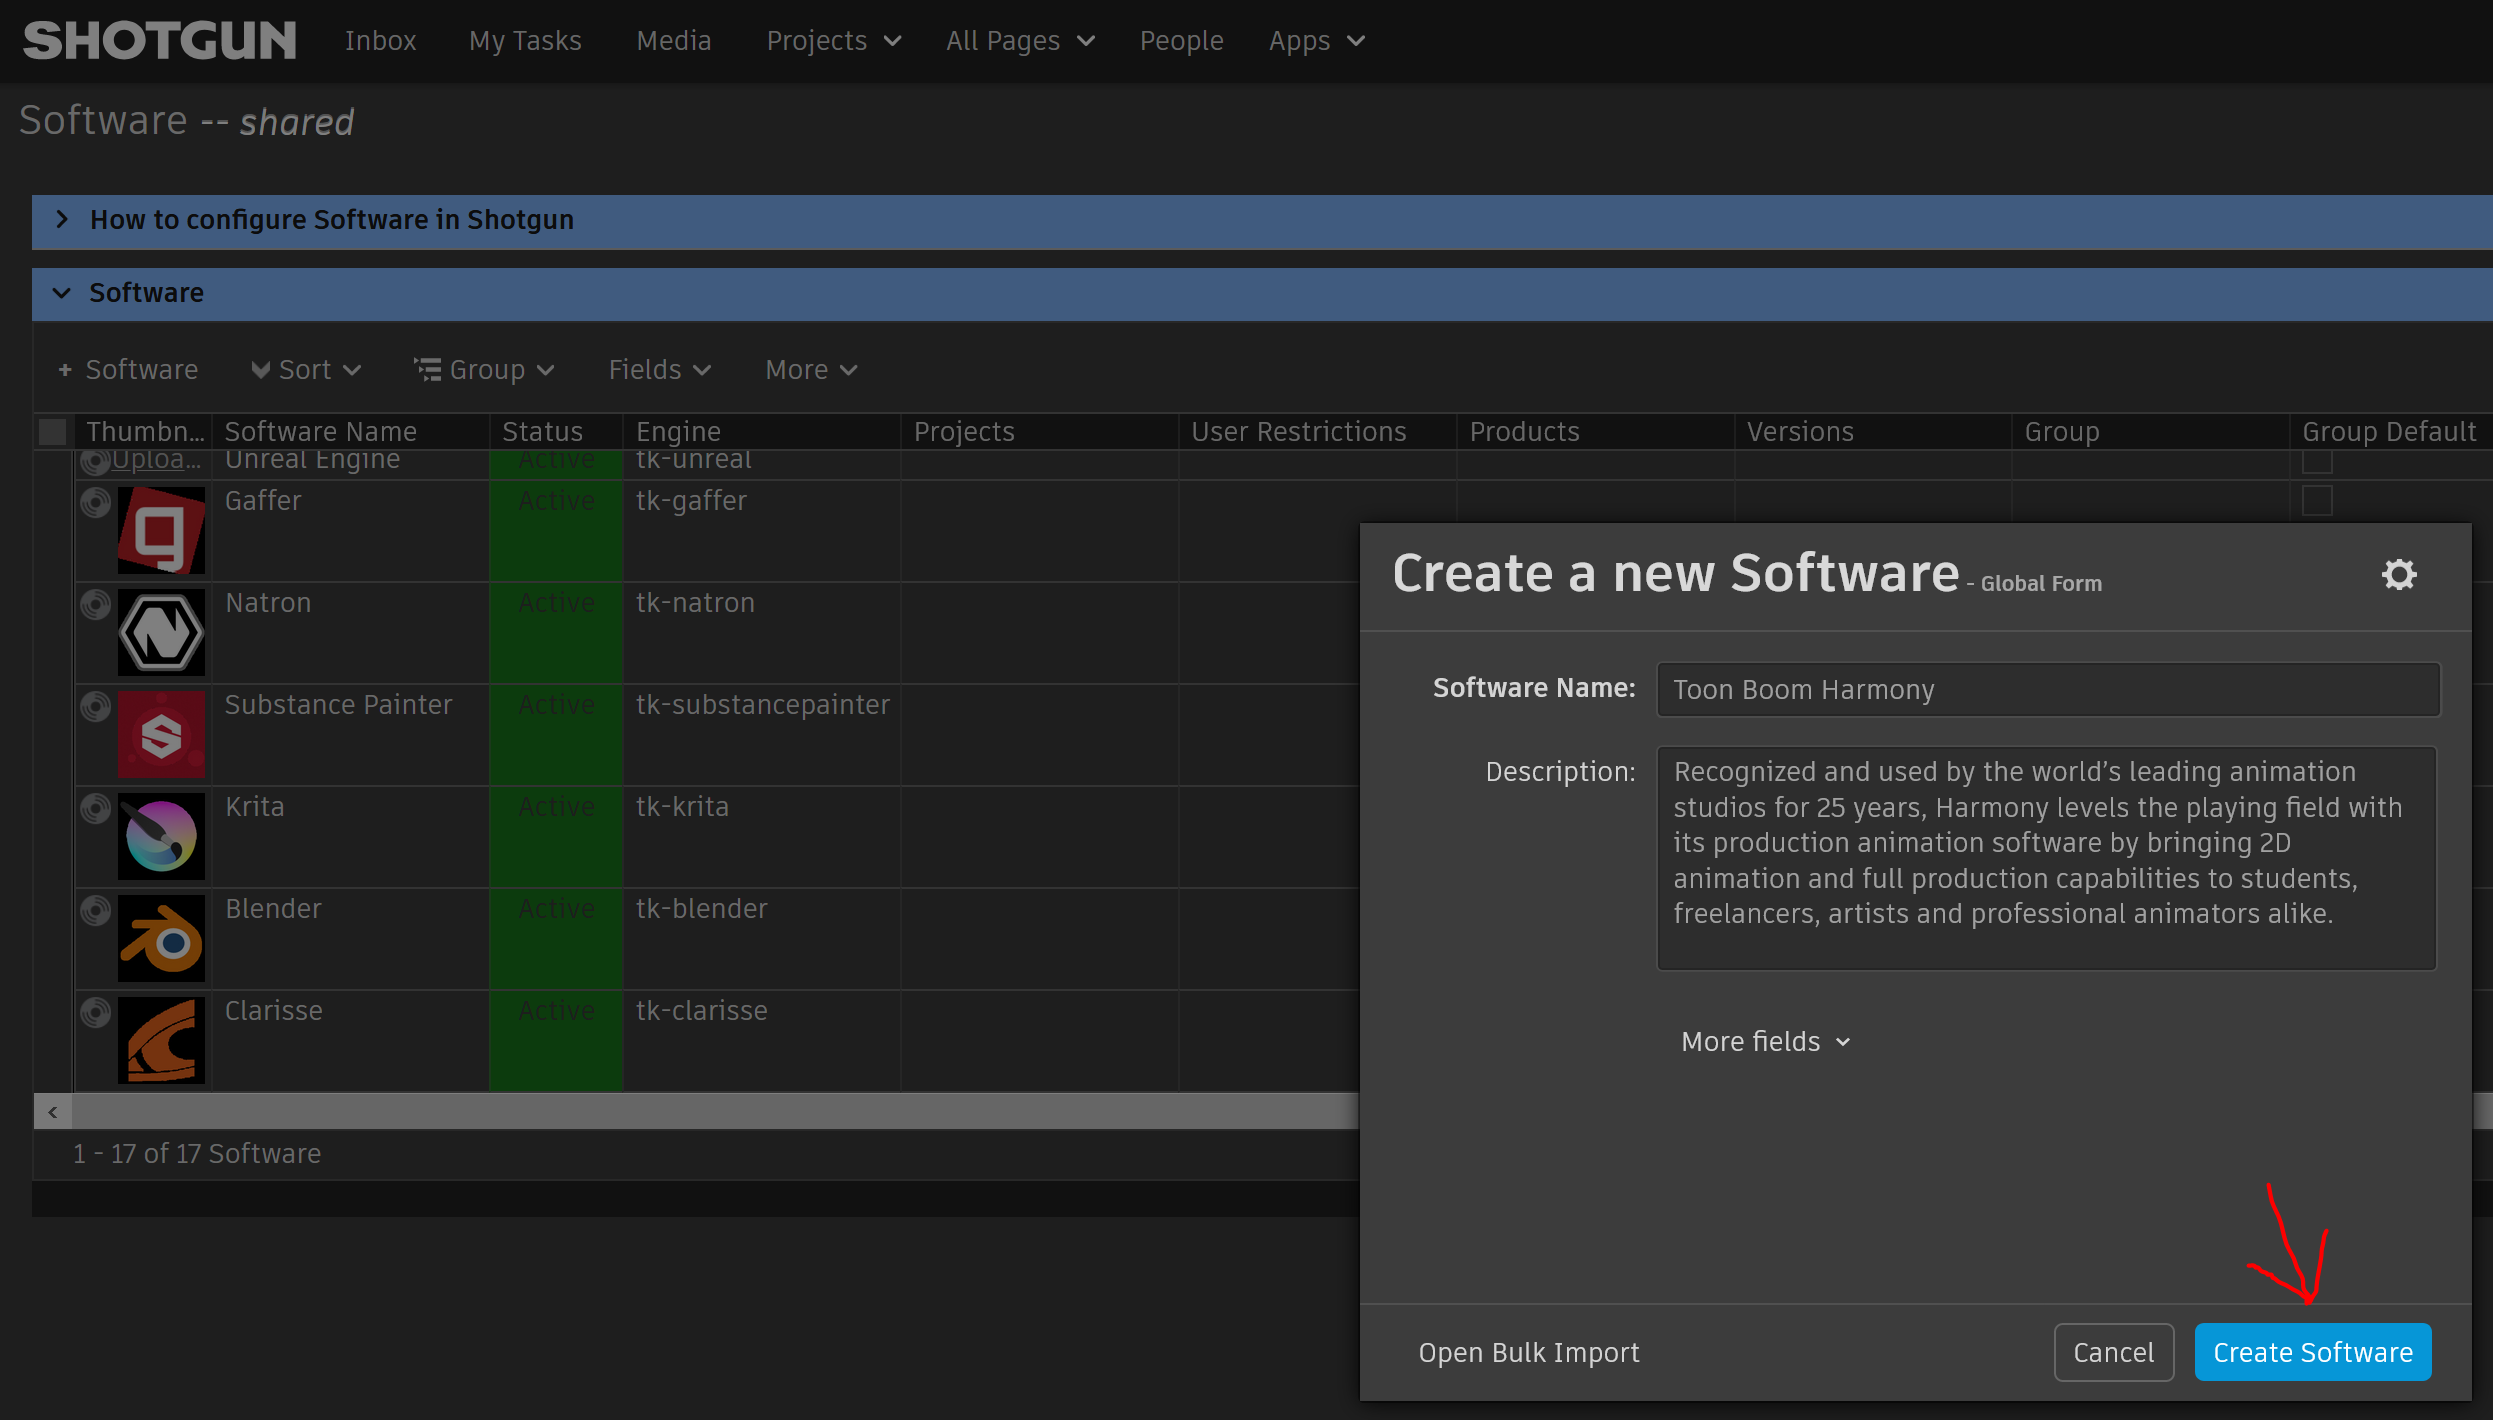 SHOTGUN Inbox My Tasks Media Projects All Pages People Apps
Software -- shared
How to configure Software in Shotgun
Software
+ Software Sort Group Fields More
Thumbn... Software Name Status Engine Projects User Restrictions Products Versions Group Group Default
Uploa... Unreal Engine Active tk-unreal
Gaffer Active tk-gaffer
Natron Active tk-natron
Substance Painter Active tk-substancepainter
Krita Active tk-krita
Blender Active tk-blender
Clarisse Active tk-clarisse
1 - 17 of 17 Software
Create a new Software - Global Form
Software Name: Toon Boom Harmony
Description: Recognized and used by the world’s leading animation
studios for 25 years, Harmony levels the playing field with
its production animation software by bringing 2D
animation and full production capabilities to students,
freelancers, artists and professional animators alike.
More fields
Open Bulk Import Cancel Create Software